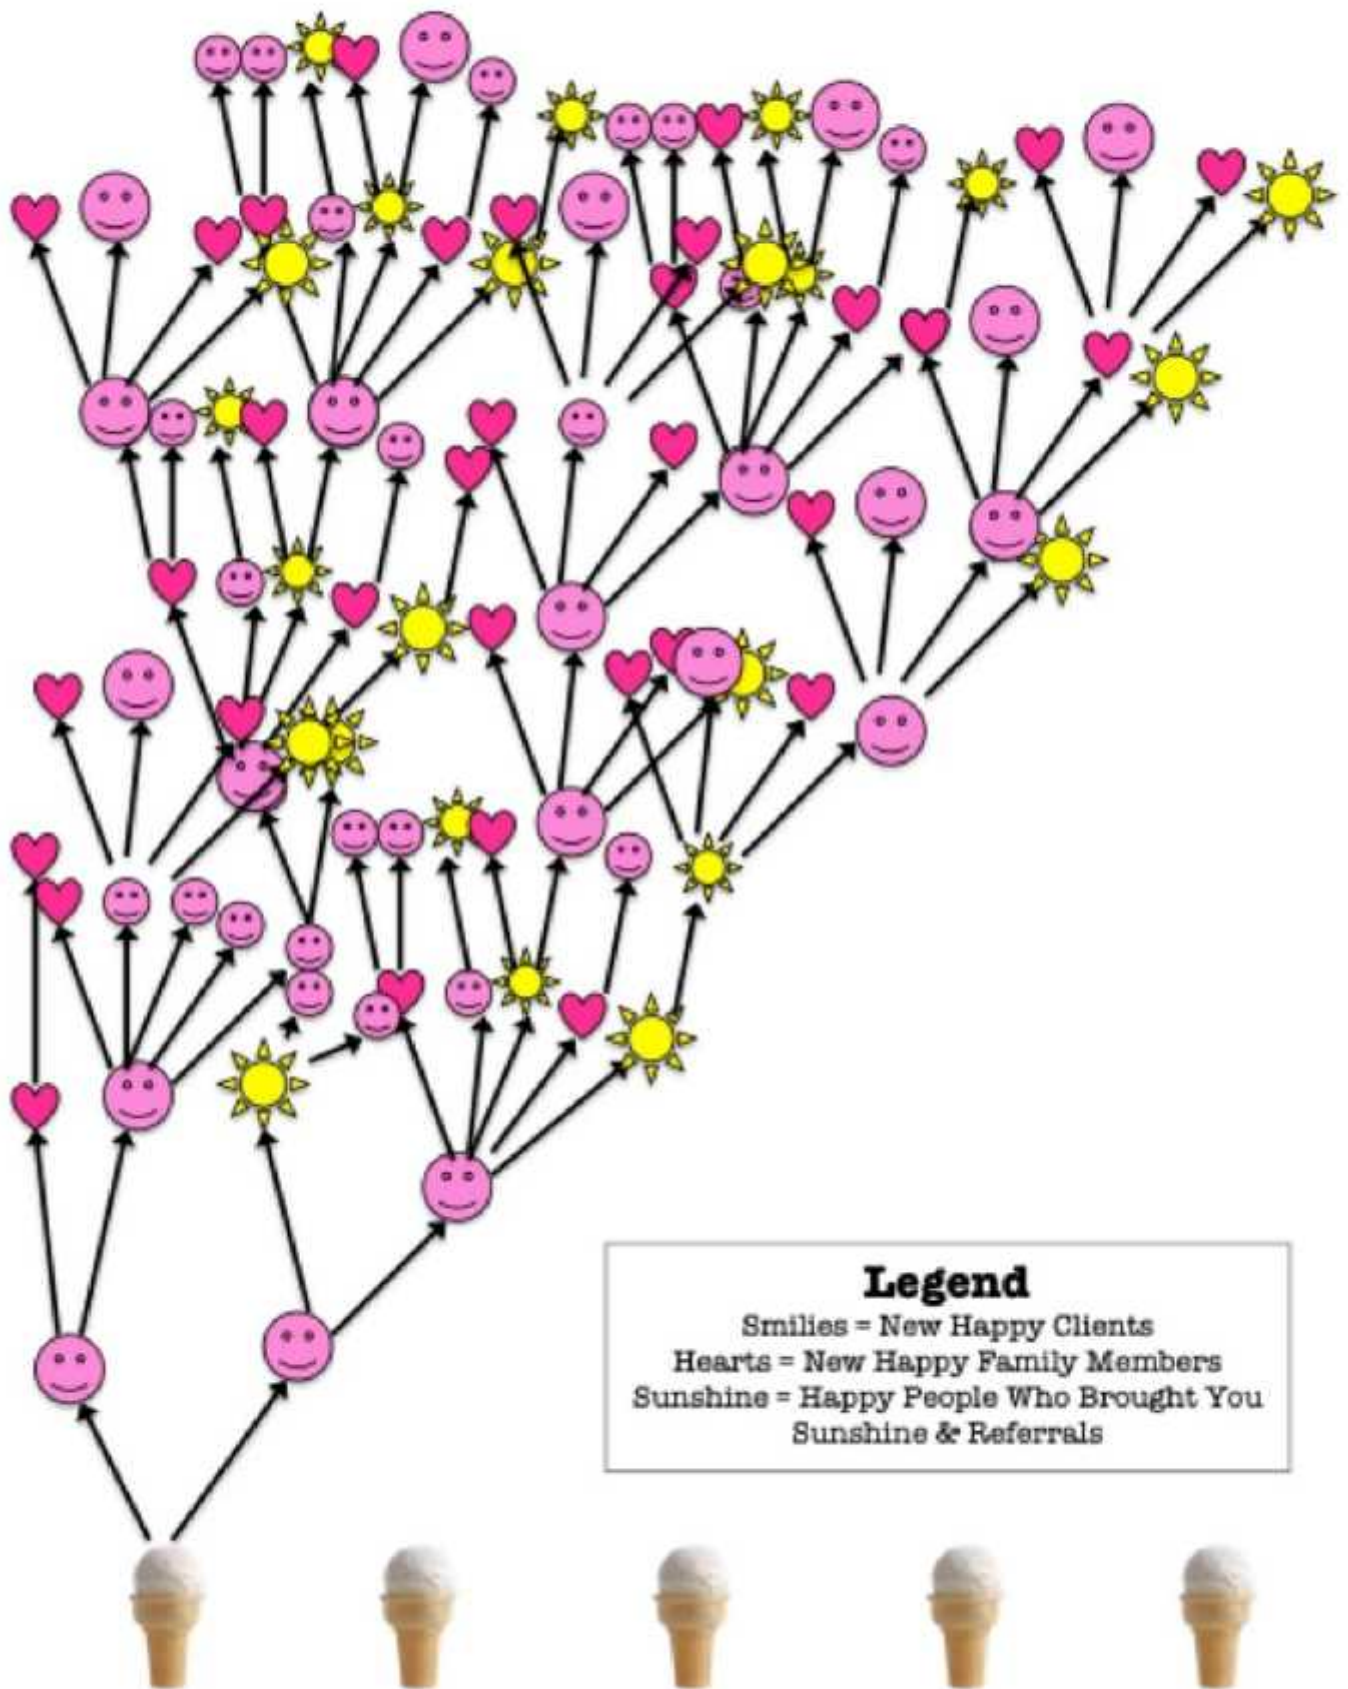 Legend
Smilies = New Happy Clients
Hearts = New Happy Family Members
Sunshine = Happy People Who Brought You
Sunshine & Referrals